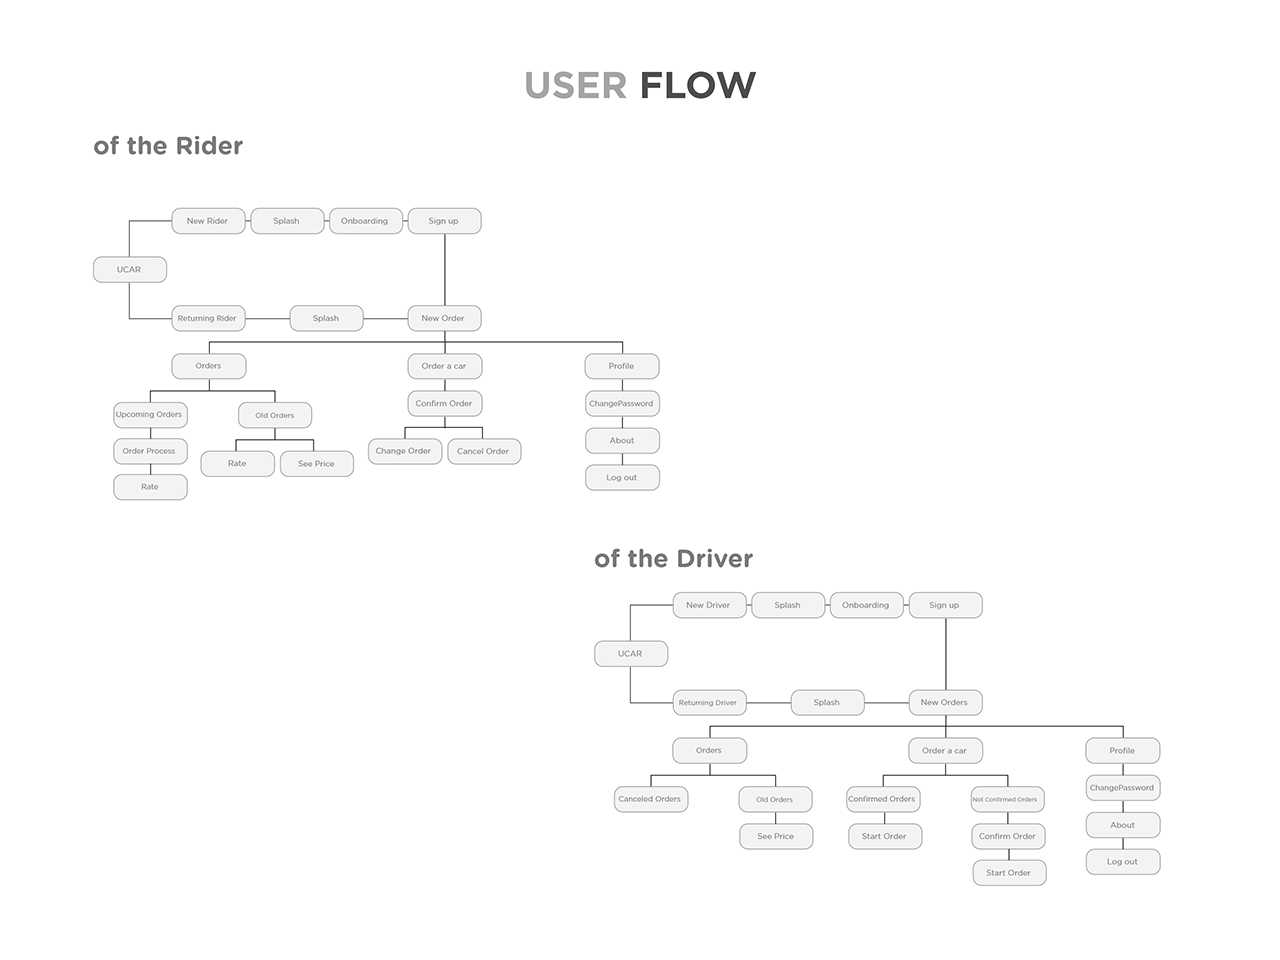 USER FLOW
of the Rider
New Rider
Splash
Onboarding
Sign up
UCAR
Returning Rider
Splash
New Order
Orders
Order a car
Profile
Upcoming Orders
Old Orders
Confirm Order
ChangePassword
Order Process
Rate
See Price
Change Order
Cancel Order
About
Rate
Log out
of the Driver
New Driver
Splash
Onboarding
Sign up
UCAR
Returning Driver
Splash
New Orders
Orders
Order a car
Profile
Canceled Orders
Old Orders
Confirmed Orders
Not Confirmed Orders
ChangePassword
See Price
Start Order
Confirm Order
About
Start Order
Log out